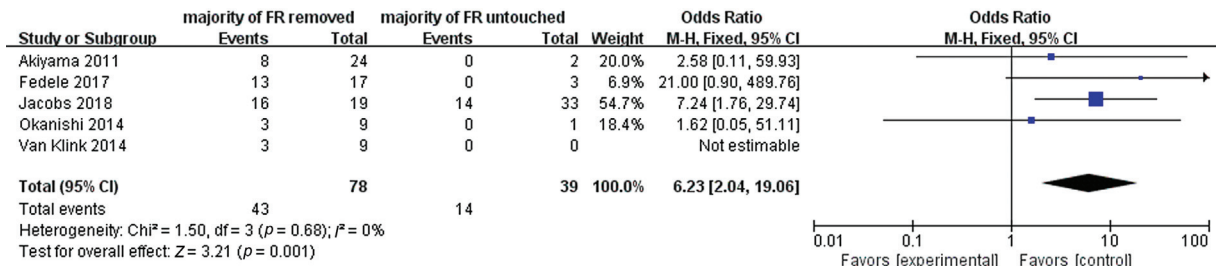 majority of FR removed majority of FR untouched Odds Ratio Odds Ratio
Study or Subgroup Events Total Events Total Weight M-H, Fixed, 95% CI M-H, Fixed, 95% CI
Akiyama 2011 8 24 0 2 20.0% 2.58 [0.11, 59.93]
Fedele 2017 13 17 0 3 6.9% 21.00 [0.90, 489.76]
Jacobs 2018 16 19 14 33 54.7% 7.24 [1.76, 29.74]
Okanishi 2014 3 9 0 1 18.4% 1.62 [0.05, 51.11]
Van Klink 2014 3 9 0 0 Not estimable
Total (95% CI) 78 39 100.0% 6.23 [2.04, 19.06]
Total events 43 14
Heterogeneity: Chi² = 1.50, df = 3 (p = 0.68); I² = 0%
Test for overall effect: Z = 3.21 (p = 0.001)
0.01 0.1 1 10 100
Favors [experimental] Favors [control]